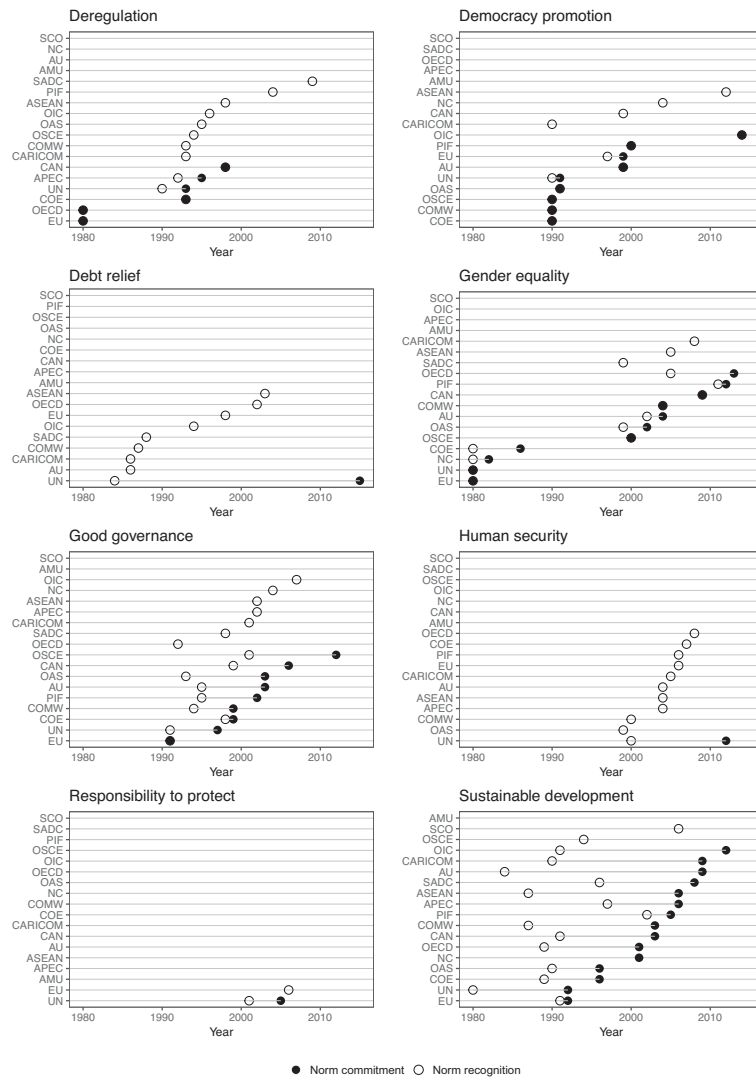 Deregulation
SCO
NC
AU
AMU
SADC
PIF
ASEAN
OIC
OAS
OSCE
COMW
CARICOM
CAN
APEC
UN
COE
OECD
EU
1980 1990 2000 2010
Year
Democracy promotion
SCO
SADC
OECD
APEC
AMU
ASEAN
NC
CAN
CARICOM
OIC
PIF
EU
AU
UN
OAS
OSCE
COMW
COE
1980 1990 2000 2010
Year
Debt relief
SCO
PIF
OSCE
OAS
NC
COE
CAN
APEC
AMU
ASEAN
OECD
EU
OIC
SADC
COMW
CARICOM
AU
UN
1980 1990 2000 2010
Year
Gender equality
SCO
OIC
APEC
AMU
CARICOM
ASEAN
SADC
OECD
PIF
CAN
COMW
AU
OAS
OSCE
COE
NC
UN
EU
1980 1990 2000 2010
Year
Good governance
SCO
AMU
OIC
NC
ASEAN
APEC
CARICOM
SADC
OECD
OSCE
CAN
OAS
AU
PIF
COMW
COE
UN
EU
1980 1990 2000 2010
Year
Human security
SCO
SADC
OSCE
OIC
NC
CAN
AMU
OECD
COE
PIF
EU
CARICOM
AU
ASEAN
APEC
COMW
OAS
UN
1980 1990 2000 2010
Year
Responsibility to protect
SCO
SADC
PIF
OSCE
OIC
OECD
OAS
NC
COMW
COE
CARICOM
CAN
AU
ASEAN
APEC
AMU
EU
UN
1980 1990 2000 2010
Year
Sustainable development
AMU
SCO
OSCE
OIC
CARICOM
AU
SADC
ASEAN
APEC
PIF
COMW
CAN
OECD
NC
OAS
COE
UN
EU
1980 1990 2000 2010
Year
Norm commitment Norm recognition